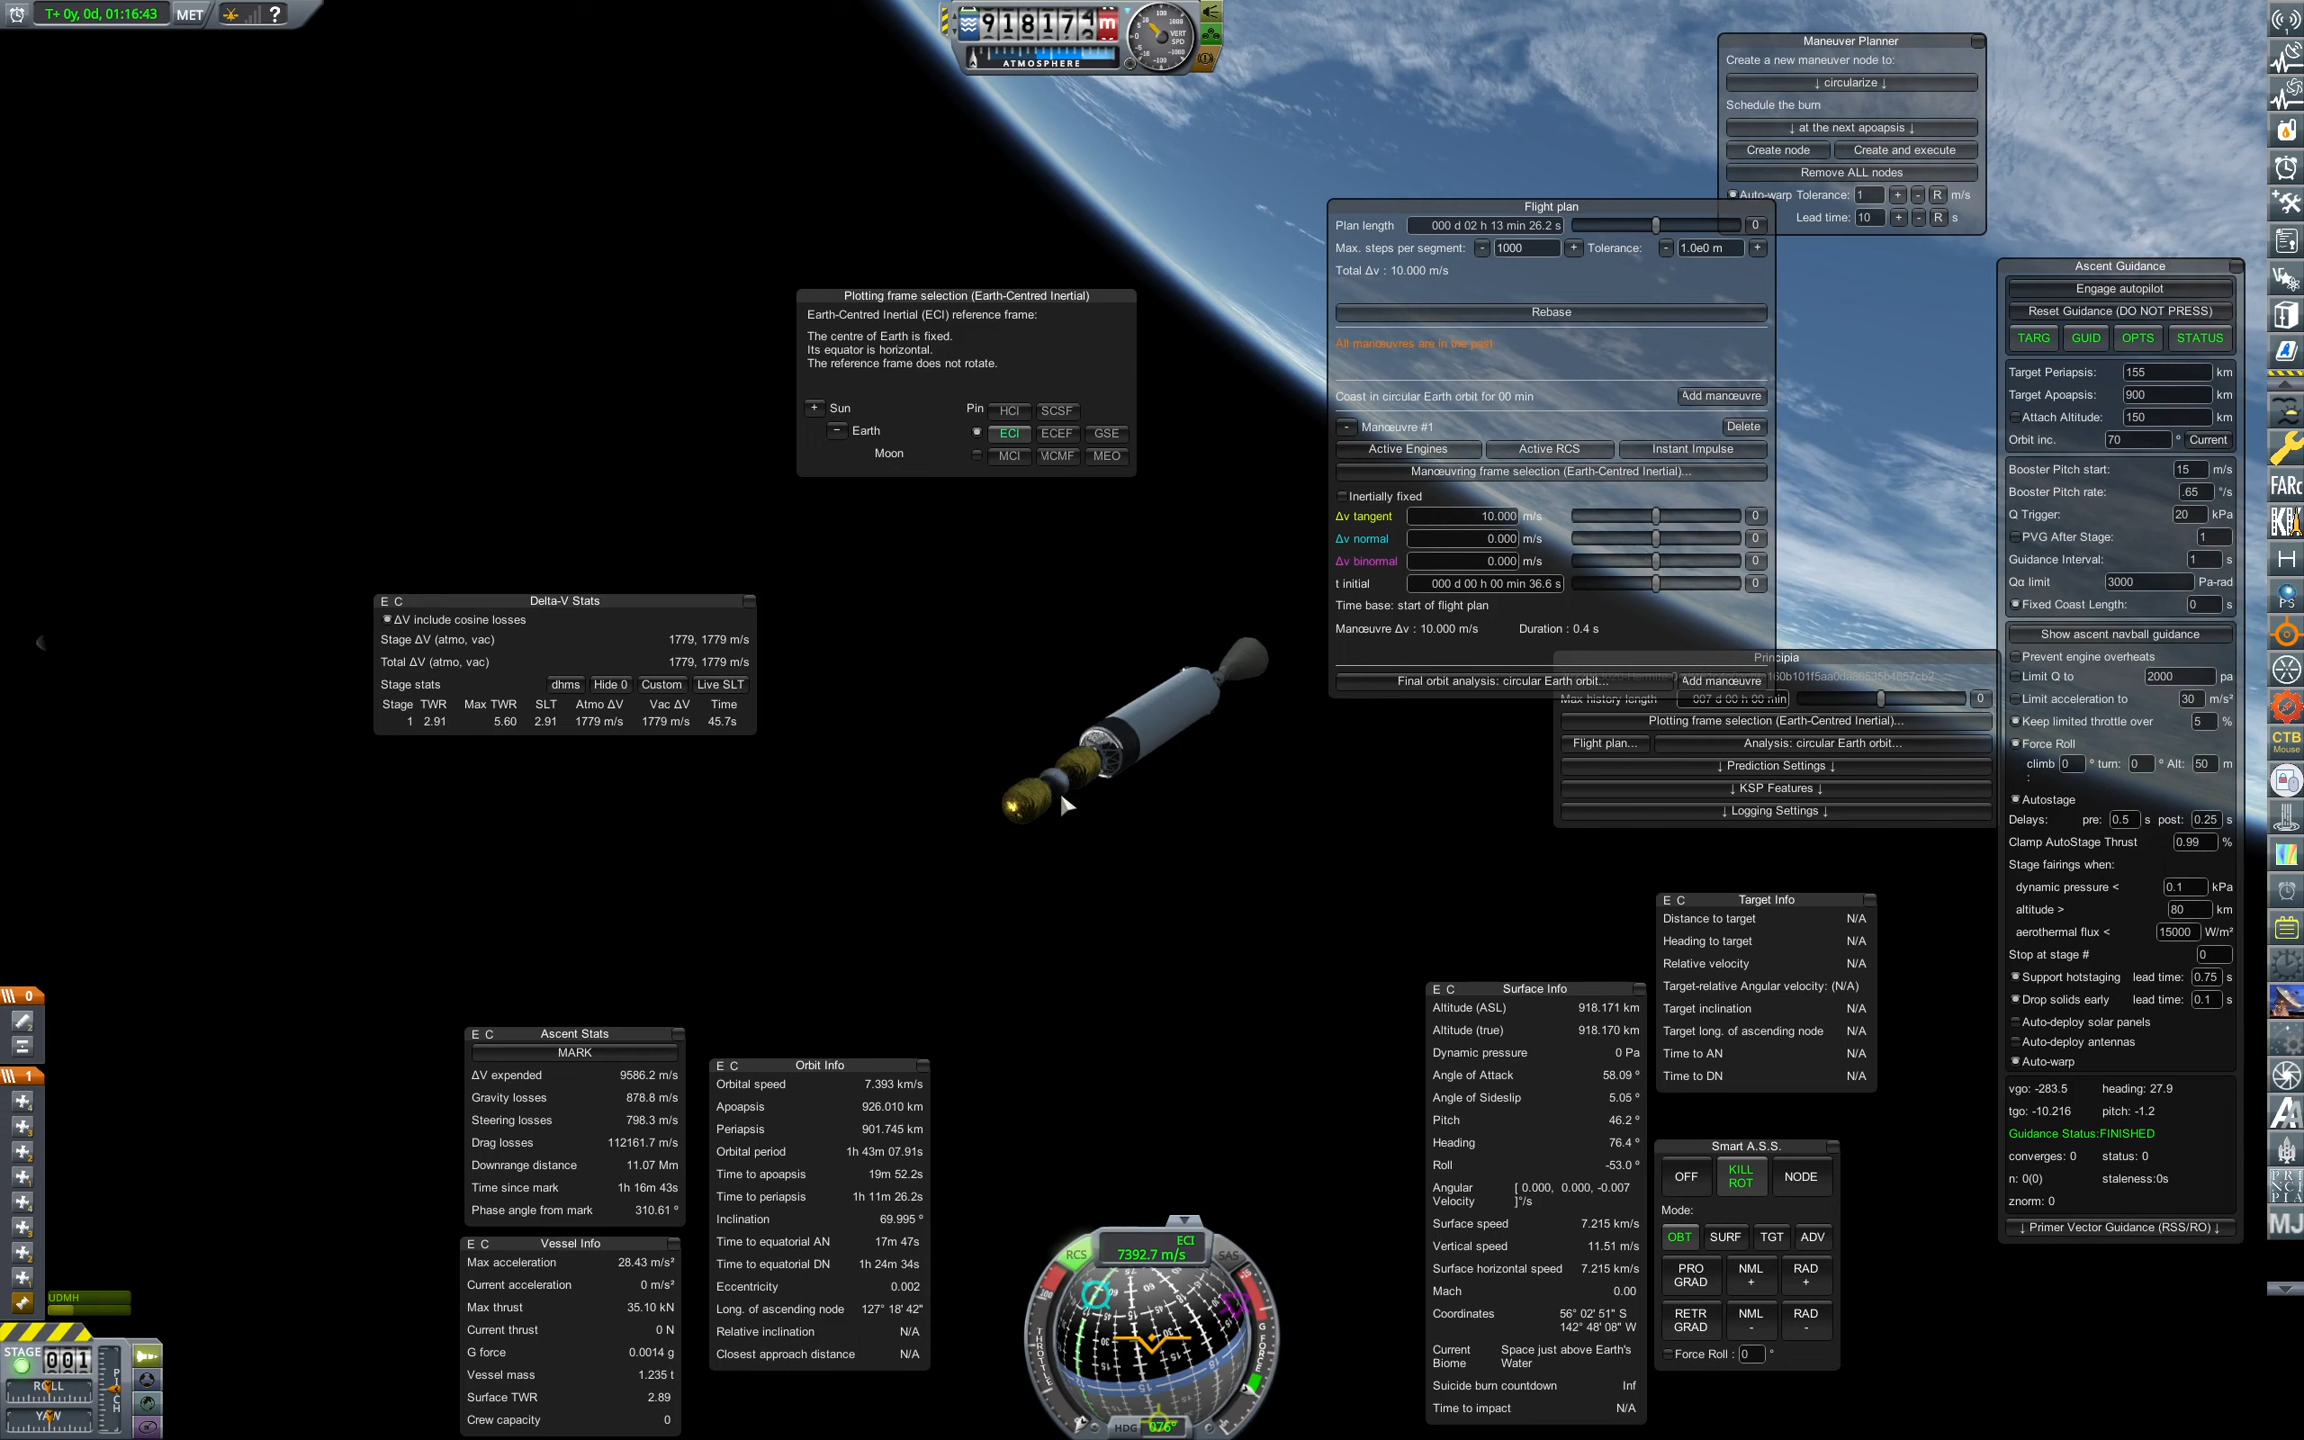 T+ 0y, 0d, 01:16:43 MET ?
918174 m
ATMOSPHERE
VERT SPD
Maneuver Planner
Create a new maneuver node to:
↓ circularize ↓
Schedule the burn
↓ at the next apoapsis ↓
Create node Create and execute
Remove ALL nodes
Auto-warp Tolerance: 1 + - R m/s
Lead time: 10 + - R s
Flight plan
Plan length 000 d 02 h 13 min 26.2 s 0
Max. steps per segment: - 1000 + Tolerance: - 1.0e0 m +
Total Δv : 10.000 m/s
Rebase
All manœuvres are in the past
Coast in circular Earth orbit for 00 min Add manœuvre
- Manœuvre #1 Delete
Active Engines Active RCS Instant Impulse
Manœuvring frame selection (Earth-Centred Inertial)...
Inertially fixed
Δv tangent 10.000 m/s 0
Δv normal 0.000 m/s 0
Δv binormal 0.000 m/s 0
t initial 000 d 00 h 00 min 36.6 s 0
Time base: start of flight plan
Manœuvre Δv : 10.000 m/s Duration : 0.4 s
Final orbit analysis: circular Earth orbit... Add manœuvre
Principia
Max history length 007 d 00 h 00 min 0
Plotting frame selection (Earth-Centred Inertial)...
Flight plan... Analysis: circular Earth orbit...
↓ Prediction Settings ↓
↓ KSP Features ↓
↓ Logging Settings ↓
Plotting frame selection (Earth-Centred Inertial)
Earth-Centred Inertial (ECI) reference frame:
The centre of Earth is fixed.
Its equator is horizontal.
The reference frame does not rotate.
+ Sun Pin HCI SCSF
- Earth ECI ECEF GSE
Moon MCI MCMF MEO
E C Delta-V Stats
ΔV include cosine losses
Stage ΔV (atmo, vac) 1779, 1779 m/s
Total ΔV (atmo, vac) 1779, 1779 m/s
Stage stats dhms Hide 0 Custom Live SLT
Stage TWR Max TWR SLT Atmo ΔV Vac ΔV Time
1 2.91 5.60 2.91 1779 m/s 1779 m/s 45.7s
Ascent Guidance
Engage autopilot
Reset Guidance (DO NOT PRESS)
TARG GUID OPTS STATUS
Target Periapsis: 155 km
Target Apoapsis: 900 km
Attach Altitude: 150 km
Orbit inc. 70 º Current
Booster Pitch start: 15 m/s
Booster Pitch rate: .65 °/s
Q Trigger: 20 kPa
PVG After Stage: 1
Guidance Interval: 1 s
Qα limit 3000 Pa-rad
Fixed Coast Length: 0 s
Show ascent navball guidance
Prevent engine overheats
Limit Q to 2000 pa
Limit acceleration to 30 m/s²
Keep limited throttle over 5 %
Force Roll
climb 0 º turn: 0 º Alt: 50 m
:
Autostage
Delays: pre: 0.5 s post: 0.25 s
Clamp AutoStage Thrust 0.99 %
Stage fairings when:
dynamic pressure < 0.1 kPa
altitude > 80 km
aerothermal flux < 15000 W/m²
Stop at stage # 0
Support hotstaging lead time: 0.75 s
Drop solids early lead time: 0.1 s
Auto-deploy solar panels
Auto-deploy antennas
Auto-warp
vgo: -283.5 heading: 27.9
tgo: -10.216 pitch: -1.2
Guidance Status:FINISHED
converges: 0 status: 0
n: 0(0) staleness:0s
znorm: 0
↓ Primer Vector Guidance (RSS/RO) ↓
E C Target Info
Distance to target N/A
Heading to target N/A
Relative velocity N/A
Target-relative Angular velocity: (N/A)
Target inclination N/A
Target long. of ascending node N/A
Time to AN N/A
Time to DN N/A
E C Surface Info
Altitude (ASL) 918.171 km
Altitude (true) 918.170 km
Dynamic pressure 0 Pa
Angle of Attack 58.09 º
Angle of Sideslip 5.05 º
Pitch 46.2 º
Heading 76.4 º
Roll -53.0 º
Angular Velocity [ 0.000, 0.000, -0.007 ]°/s
Surface speed 7.215 km/s
Vertical speed 11.51 m/s
Surface horizontal speed 7.215 km/s
Mach 0.00
Coordinates 56° 02' 51" S
142° 48' 08" W
Current Biome Space just above Earth's Water
Suicide burn countdown Inf
Time to impact N/A
Smart A.S.S.
OFF KILL ROT NODE
Mode:
OBT SURF TGT ADV
PRO GRAD NML + RAD +
RETR GRAD NML - RAD -
Force Roll : 0 °
E C Ascent Stats
MARK
ΔV expended 9586.2 m/s
Gravity losses 878.8 m/s
Steering losses 798.3 m/s
Drag losses 112161.7 m/s
Downrange distance 11.07 Mm
Time since mark 1h 16m 43s
Phase angle from mark 310.61 º
E C Orbit Info
Orbital speed 7.393 km/s
Apoapsis 926.010 km
Periapsis 901.745 km
Orbital period 1h 43m 07.91s
Time to apoapsis 19m 52.2s
Time to periapsis 1h 11m 26.2s
Inclination 69.995 º
Time to equatorial AN 17m 47s
Time to equatorial DN 1h 24m 34s
Eccentricity 0.002
Long. of ascending node 127° 18' 42"
Relative inclination N/A
Closest approach distance N/A
E C Vessel Info
Max acceleration 28.43 m/s²
Current acceleration 0 m/s²
Max thrust 35.10 kN
Current thrust 0 N
G force 0.0014 g
Vessel mass 1.235 t
Surface TWR 2.89
Crew capacity 0
RCS ECI SAS
7392.7 m/s
THROTTLE
G FORCE
HDG 076°
0
1
UDMH
STAGE 001
ROLL
YAW
PITCH
FARc
PS
CTB
Mouse
PRINCIPIA
MJ